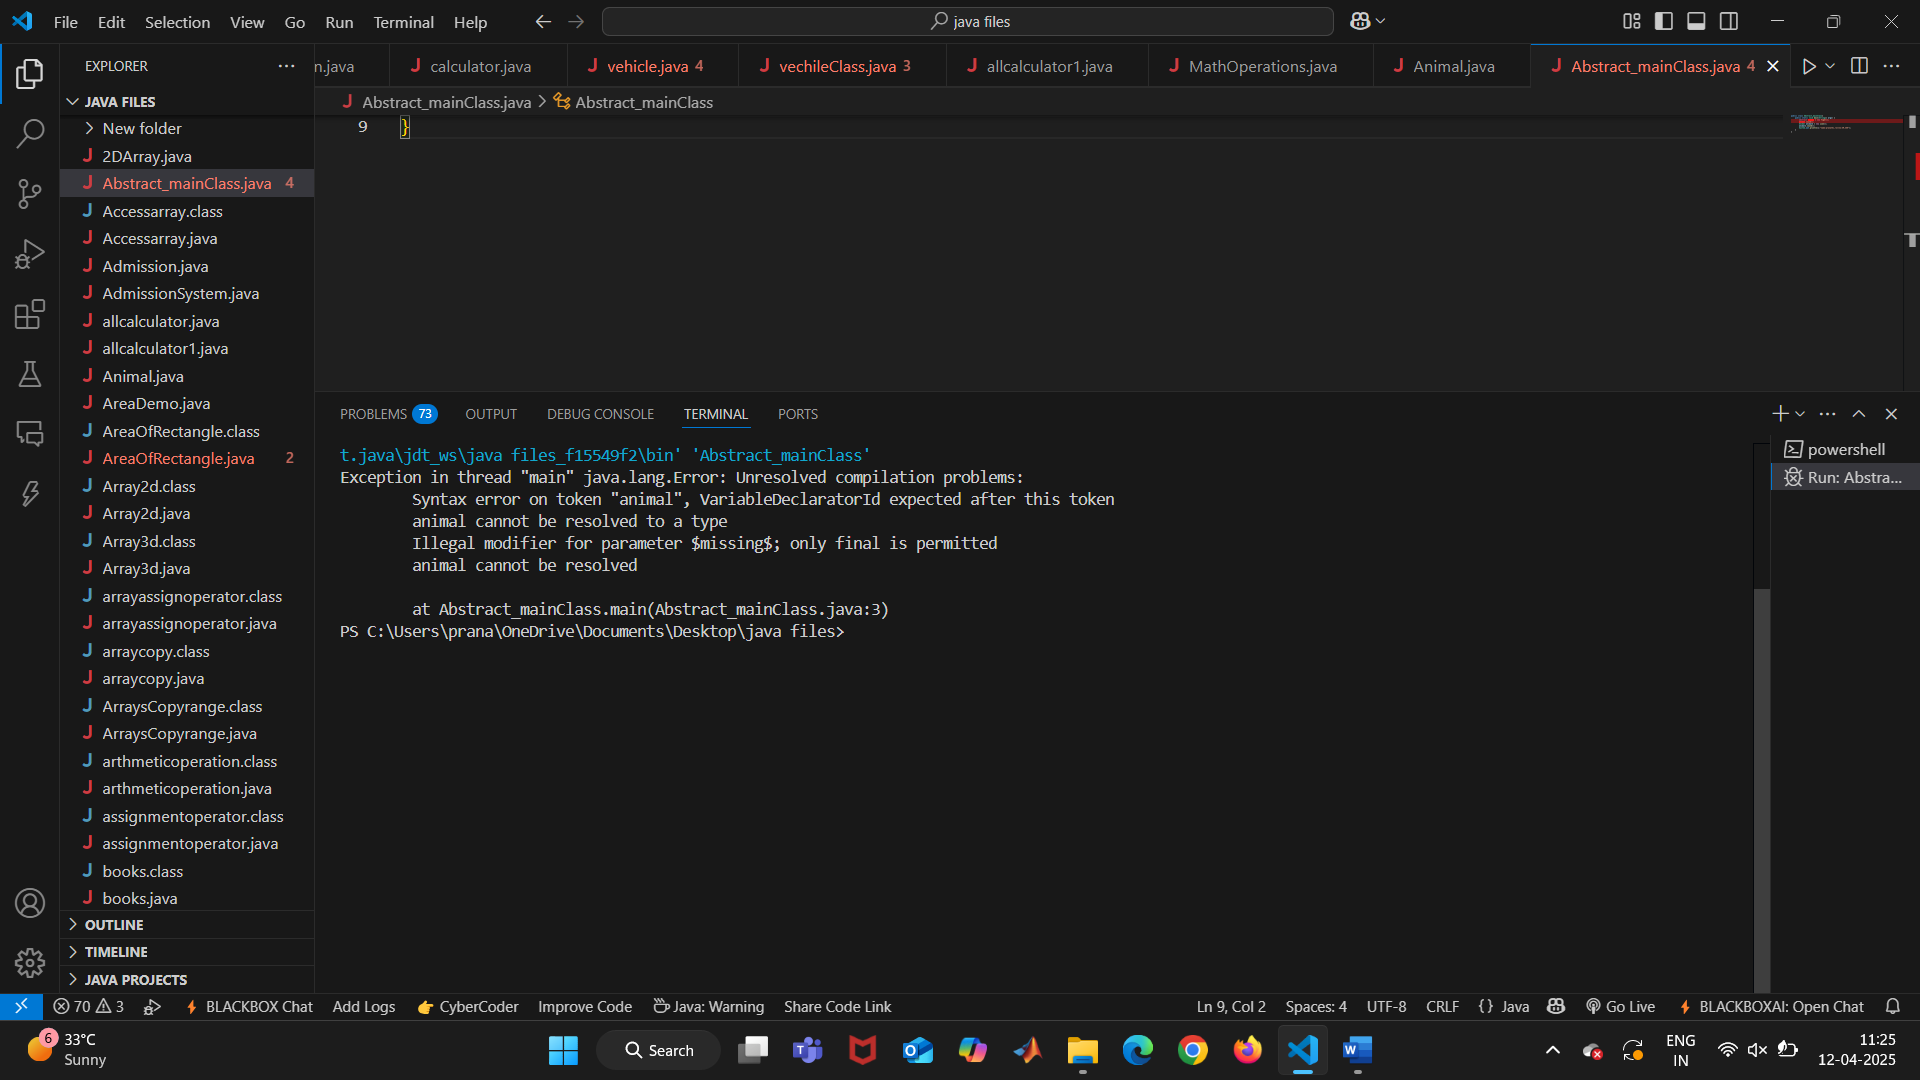 File Edit Selection View Go Run Terminal Help
java files
EXPLORER
n.java
calculator.java
vehicle.java 4
vechileClass.java 3
allcalculator1.java
MathOperations.java
Animal.java
Abstract_mainClass.java 4
JAVA FILES
Abstract_mainClass.java > Abstract_mainClass
9 }
New folder
2DArray.java
Abstract_mainClass.java 4
Accessarray.class
Accessarray.java
Admission.java
AdmissionSystem.java
allcalculator.java
allcalculator1.java
Animal.java
AreaDemo.java
AreaOfRectangle.class
AreaOfRectangle.java 2
Array2d.class
Array2d.java
Array3d.class
Array3d.java
arrayassignoperator.class
arrayassignoperator.java
arraycopy.class
arraycopy.java
ArraysCopyrange.class
ArraysCopyrange.java
arthmeticoperation.class
arthmeticoperation.java
assignmentoperator.class
assignmentoperator.java
books.class
books.java
OUTLINE
TIMELINE
JAVA PROJECTS
PROBLEMS 73 OUTPUT DEBUG CONSOLE TERMINAL PORTS
t.java\jdt_ws\java files_f15549f2\bin' 'Abstract_mainClass'
Exception in thread "main" java.lang.Error: Unresolved compilation problems:
Syntax error on token "animal", VariableDeclaratorId expected after this token
animal cannot be resolved to a type
Illegal modifier for parameter $missing$; only final is permitted
animal cannot be resolved
at Abstract_mainClass.main(Abstract_mainClass.java:3)
PS C:\Users\prana\OneDrive\Documents\Desktop\java files>
powershell
Run: Abstra...
70 3 BLACKBOX Chat Add Logs CyberCoder Improve Code Java: Warning Share Code Link
Ln 9, Col 2 Spaces: 4 UTF-8 CRLF {} Java Go Live BLACKBOXAI: Open Chat
6
33°C
Sunny
Search
ENG
IN
11:25
12-04-2025